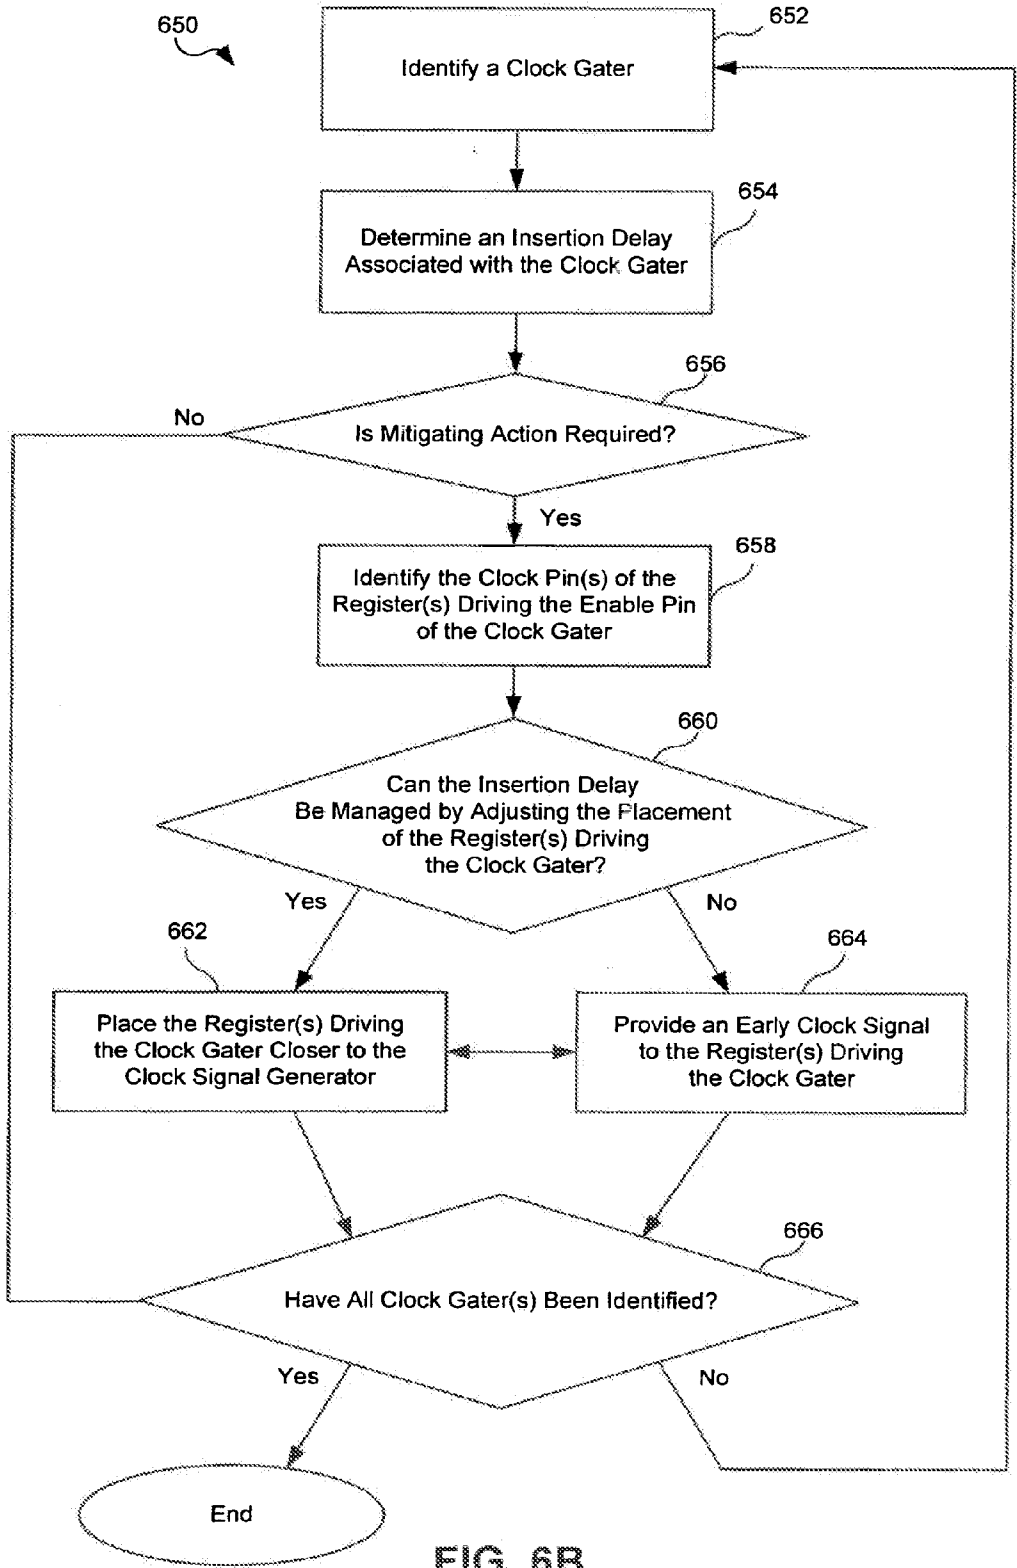 650
652
Identify a Clock Gater
654
Determine an Insertion Delay
Associated with the Clock Gater
656
No
Is Mitigating Action Required?
Yes
658
Identify the Clock Pin(s) of the
Register(s) Driving the Enable Pin
of the Clock Gater
660
Can the Insertion Delay
Be Managed by Adjusting the Placement
of the Register(s) Driving
the Clock Gater?
Yes
No
662
664
Place the Register(s) Driving
the Clock Gater Closer to the
Clock Signal Generator
Provide an Early Clock Signal
to the Register(s) Driving
the Clock Gater
666
Have All Clock Gater(s) Been Identified?
Yes
No
End
FIG. 6B